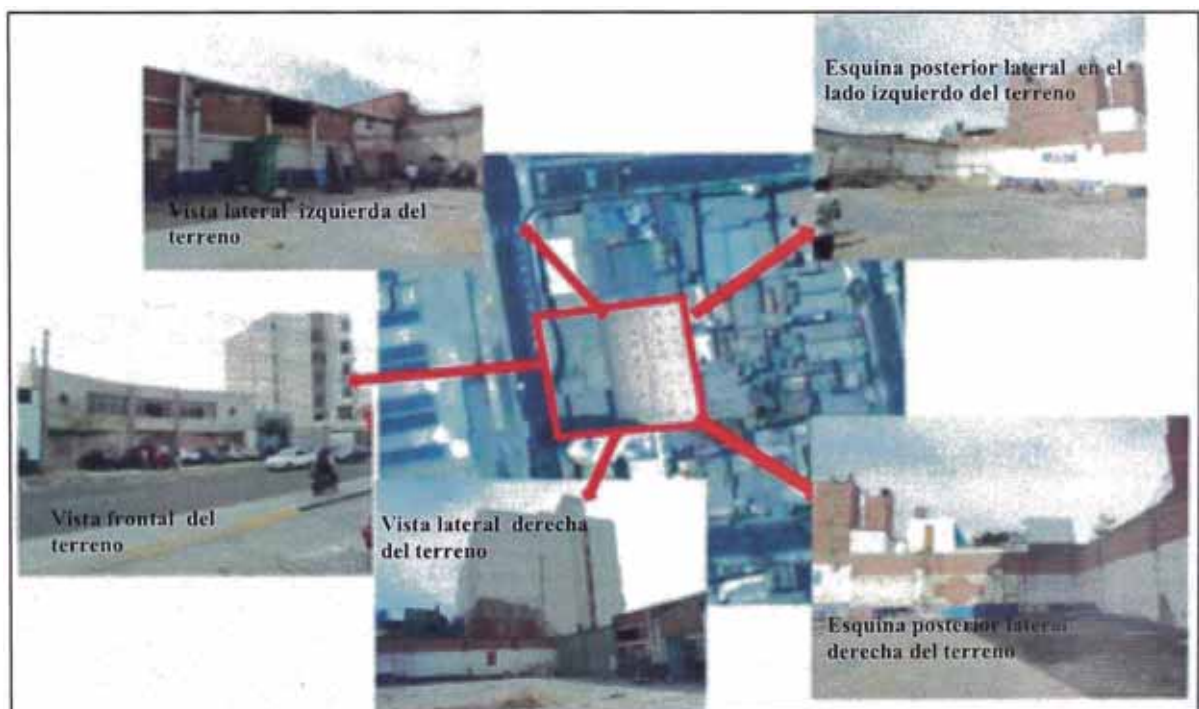 Esquina posterior lateral en el
lado izquierdo del terreno
Vista lateral izquierda del
terreno
Vista frontal del
terreno
Vista lateral derecha
del terreno
Esquina posterior lateral
derecha del terreno